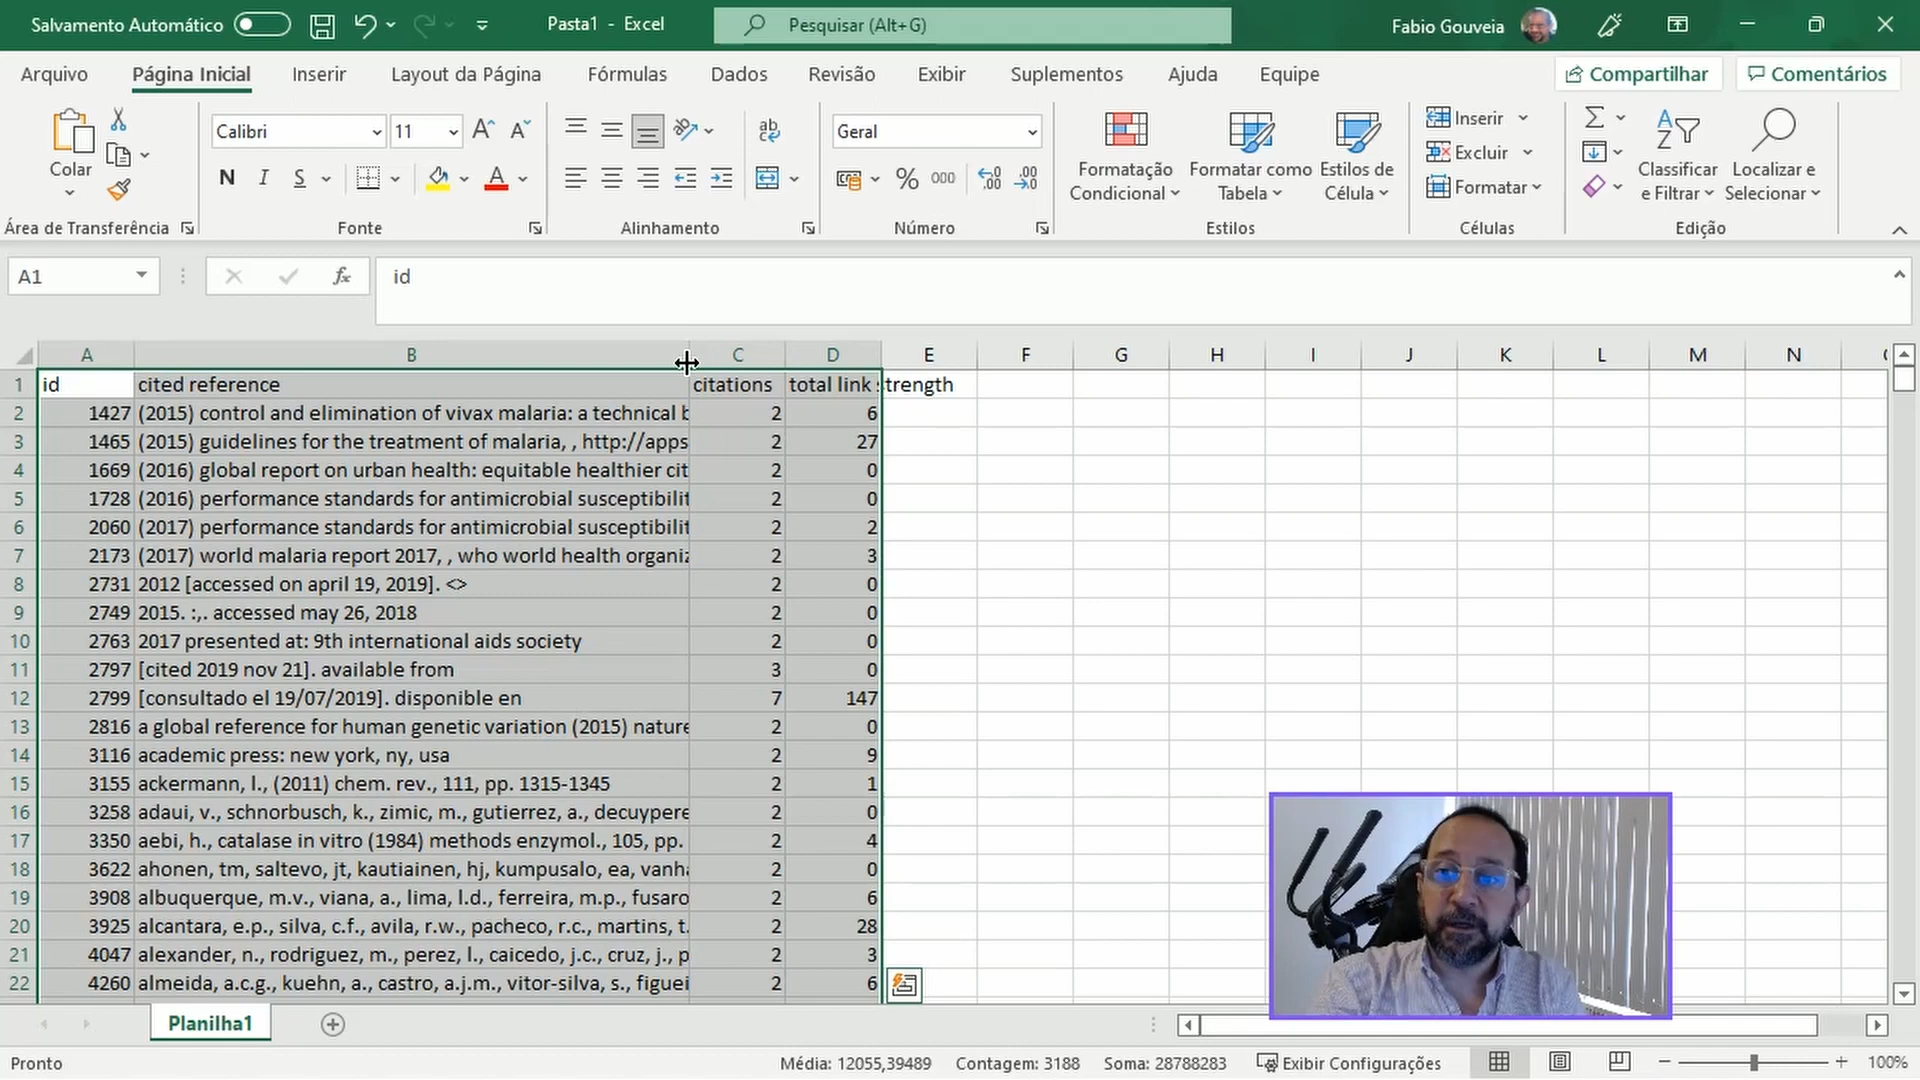 Salvamento Automático
Pasta1 - Excel
Pesquisar (Alt+G)
Fabio Gouveia
Arquivo
Página Inicial
Inserir
Layout da Página
Fórmulas
Dados
Revisão
Exibir
Suplementos
Ajuda
Equipe
Compartilhar
Comentários
Colar
Área de Transferência
Calibri
11
N I S
Fonte
ab
Alinhamento
Geral
% 000
Número
Formatação Condicional
Formatar como Tabela
Estilos de Célula
Estilos
Inserir
Excluir
Formatar
Células
Classificar e Filtrar
Localizar e Selecionar
Edição
A1
fx
id
A B C D E F G H I J K L M N
1 id cited reference citations total link strength
2 1427 (2015) control and elimination of vivax malaria: a technical b 2 6
3 1465 (2015) guidelines for the treatment of malaria, , http://apps 2 27
4 1669 (2016) global report on urban health: equitable healthier cit 2 0
5 1728 (2016) performance standards for antimicrobial susceptibilit 2 0
6 2060 (2017) performance standards for antimicrobial susceptibilit 2 2
7 2173 (2017) world malaria report 2017, , who world health organiz 2 3
8 2731 2012 [accessed on april 19, 2019]. <> 2 0
9 2749 2015. :,. accessed may 26, 2018 2 0
10 2763 2017 presented at: 9th international aids society 2 0
11 2797 [cited 2019 nov 21]. available from 3 0
12 2799 [consultado el 19/07/2019]. disponible en 7 147
13 2816 a global reference for human genetic variation (2015) nature 2 0
14 3116 academic press: new york, ny, usa 2 9
15 3155 ackermann, l., (2011) chem. rev., 111, pp. 1315-1345 2 1
16 3258 adaui, v., schnorbusch, k., zimic, m., gutierrez, a., decuypere 2 0
17 3350 aebi, h., catalase in vitro (1984) methods enzymol., 105, pp. 2 4
18 3622 ahonen, tm, saltevo, jt, kautiainen, hj, kumpusalo, ea, vanha 2 0
19 3908 albuquerque, m.v., viana, a., lima, l.d., ferreira, m.p., fusaro 2 6
20 3925 alcantara, e.p., silva, c.f., avila, r.w., pacheco, r.c., martins, t. 2 28
21 4047 alexander, n., rodriguez, m., perez, l., caicedo, j.c., cruz, j., p 2 3
22 4260 almeida, a.c.g., kuehn, a., castro, a.j.m., vitor-silva, s., figuei 2 6
Planilha1
Pronto
Média: 12055,39489
Contagem: 3188
Soma: 28788283
Exibir Configurações
100%